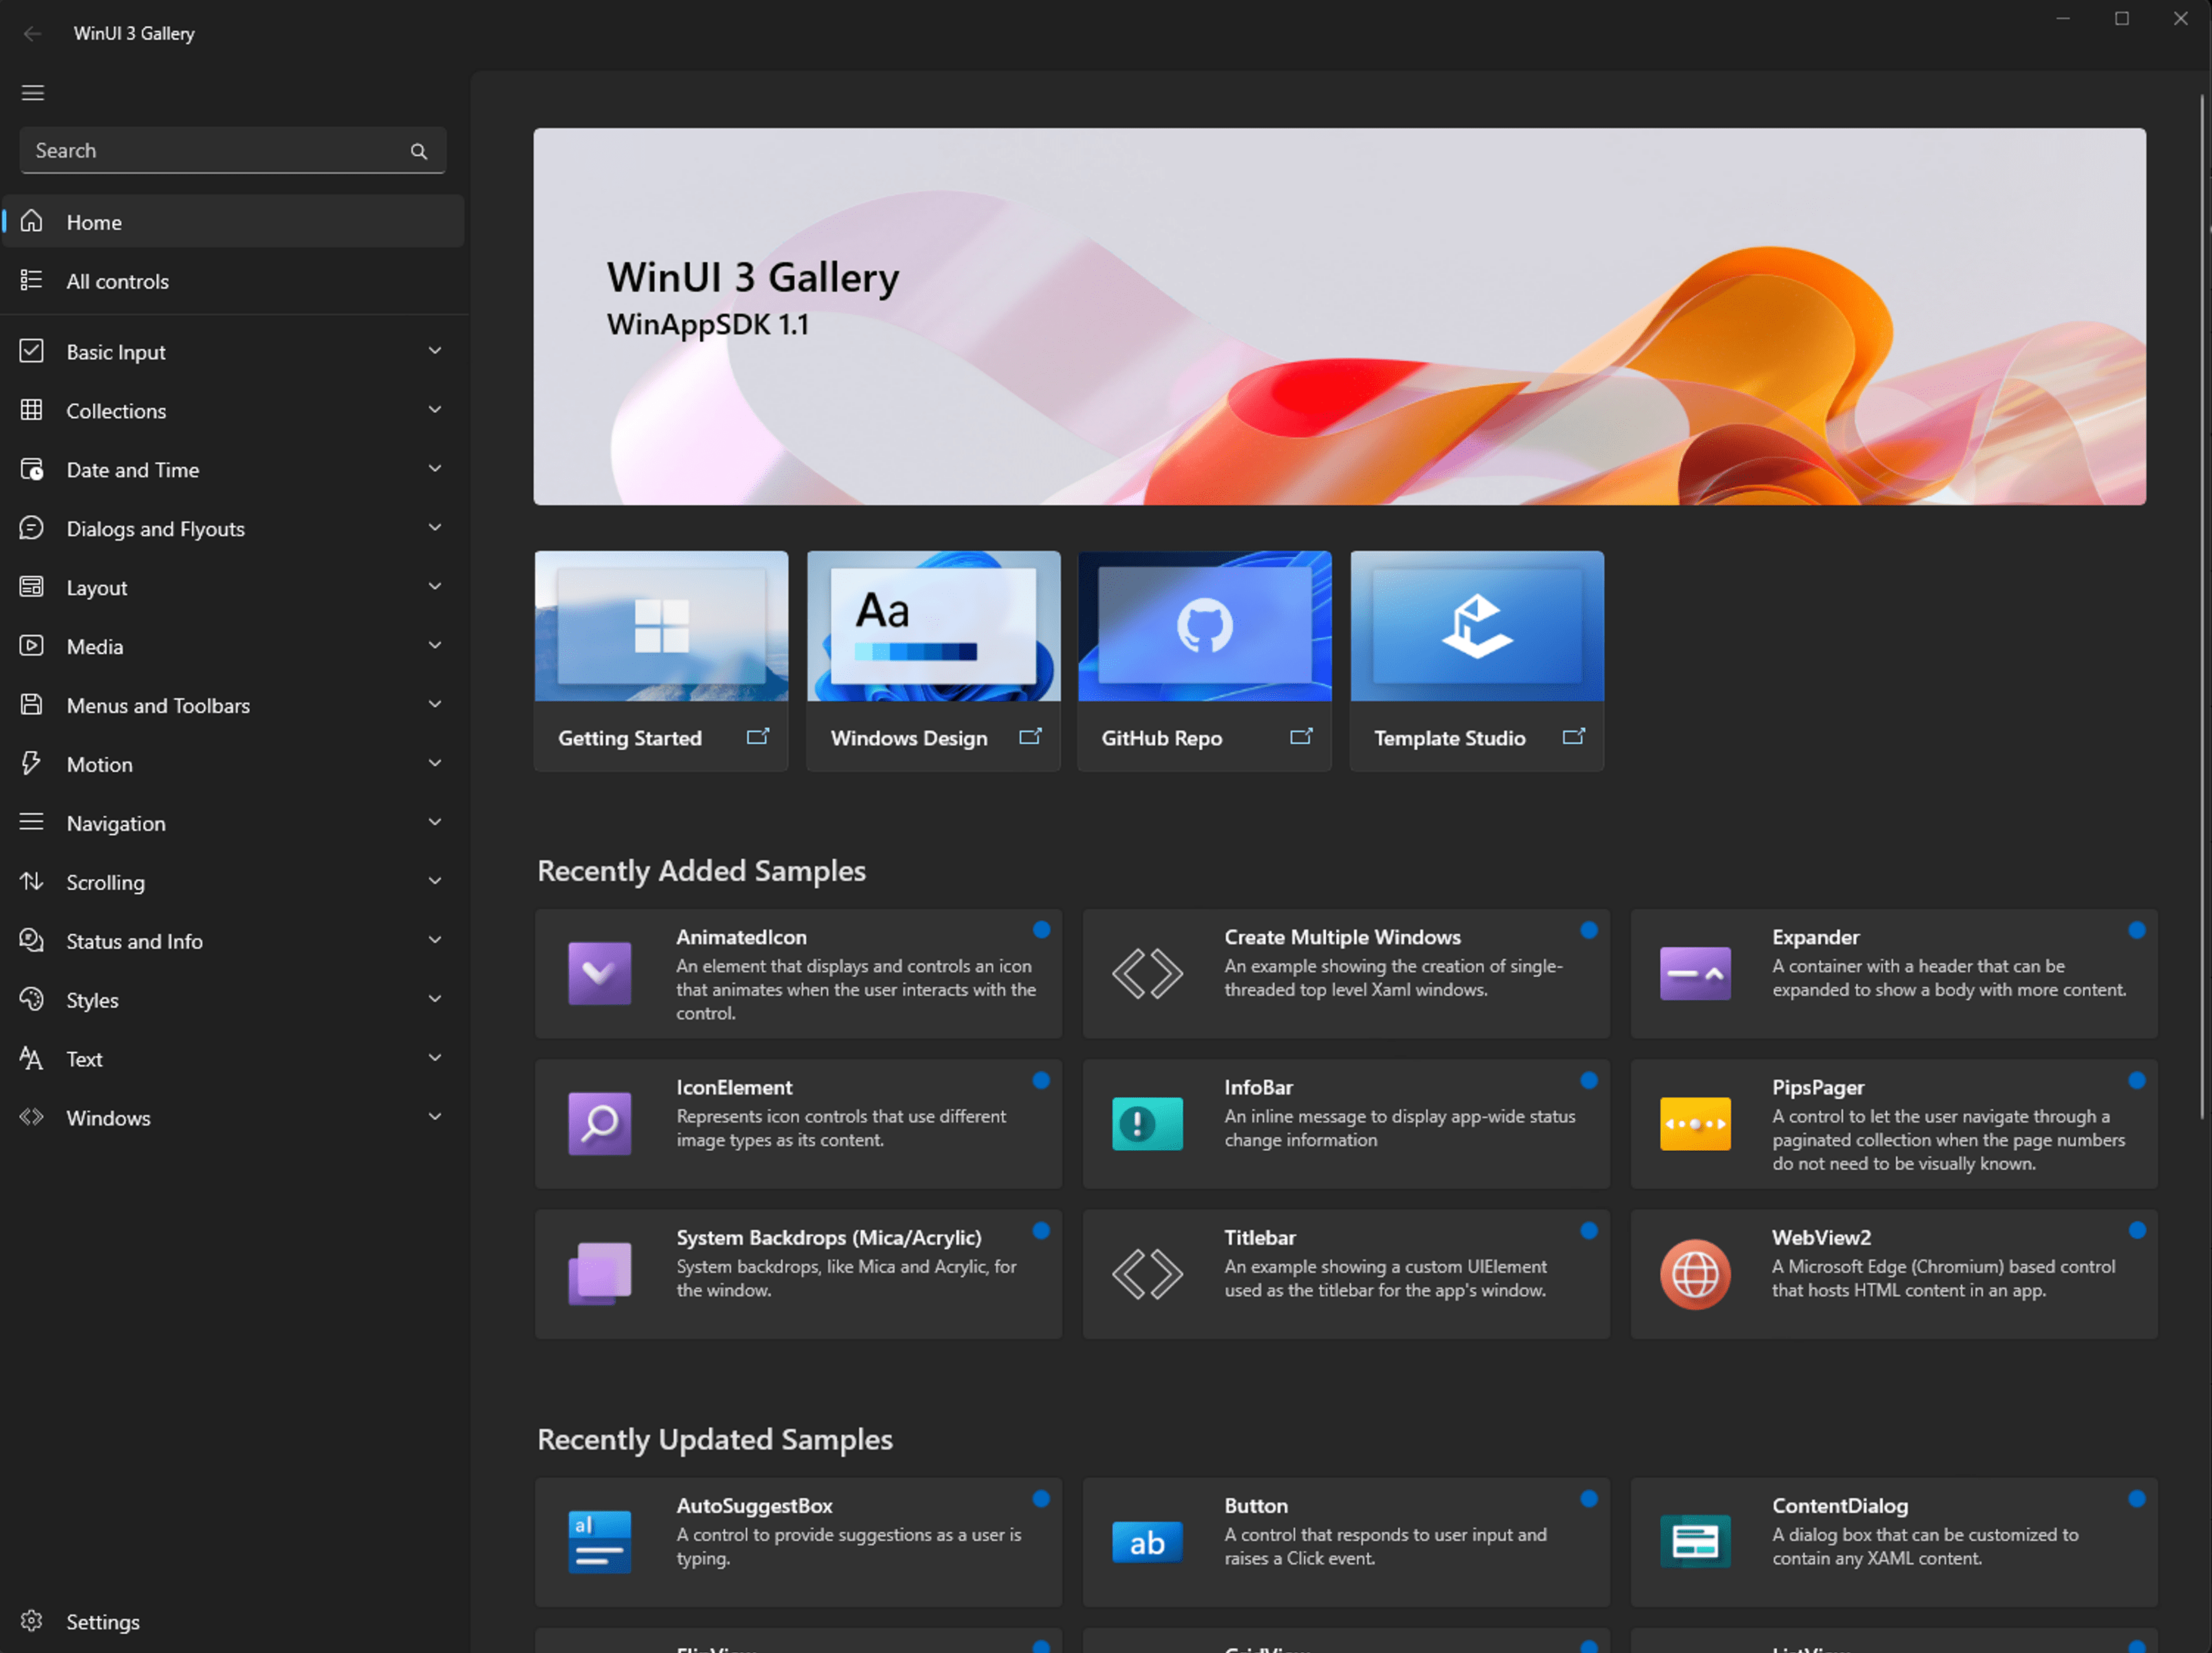 WinUI 3 Gallery
Search
Home
All controls
Basic Input
Collections
Date and Time
Dialogs and Flyouts
Layout
Media
Menus and Toolbars
Motion
Navigation
Scrolling
Status and Info
Styles
Text
Windows
Settings
WinUI 3 Gallery
WinAppSDK 1.1
Aa
Getting Started
Windows Design
GitHub Repo
Template Studio
Recently Added Samples
AnimatedIcon
An element that displays and controls an icon
that animates when the user interacts with the
control.
Create Multiple Windows
An example showing the creation of single-
threaded top level Xaml windows.
Expander
A container with a header that can be
expanded to show a body with more content.
IconElement
Represents icon controls that use different
image types as its content.
InfoBar
An inline message to display app-wide status
change information
PipsPager
A control to let the user navigate through a
paginated collection when the page numbers
do not need to be visually known.
System Backdrops (Mica/Acrylic)
System backdrops, like Mica and Acrylic, for
the window.
Titlebar
An example showing a custom UIElement
used as the titlebar for the app's window.
WebView2
A Microsoft Edge (Chromium) based control
that hosts HTML content in an app.
Recently Updated Samples
al
AutoSuggestBox
A control to provide suggestions as a user is
typing.
ab
Button
A control that responds to user input and
raises a Click event.
ContentDialog
A dialog box that can be customized to
contain any XAML content.
FlipView
GridView
ListView